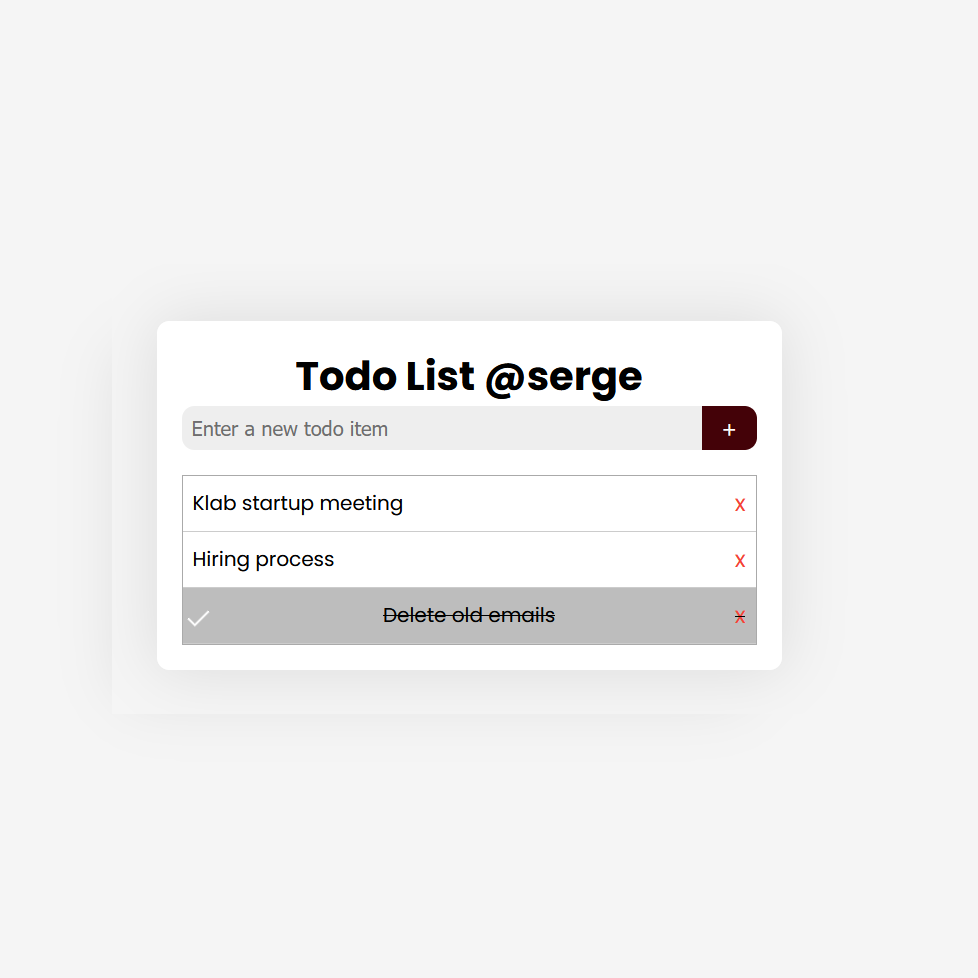 Todo List @serge
Enter a new todo item +
Klab startup meeting x
Hiring process x
Delete old emails x